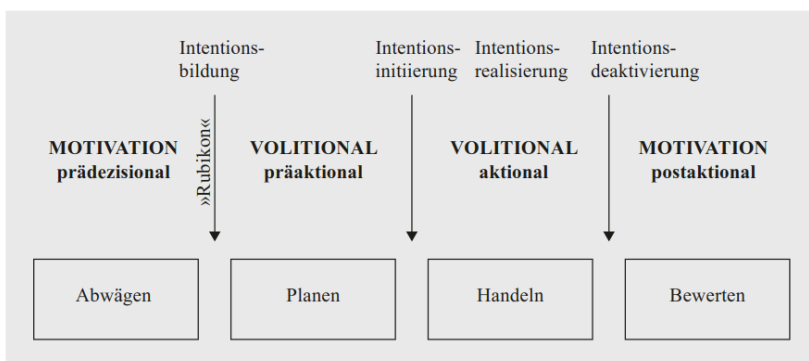 Intentions-
bildung
Intentions-
initiierung
Intentions-
realisierung
Intentions-
deaktivierung
»Rubikon«
MOTIVATION
prädezisional
VOLITIONAL
präaktional
VOLITIONAL
aktional
MOTIVATION
postaktional
Abwägen
Planen
Handeln
Bewerten